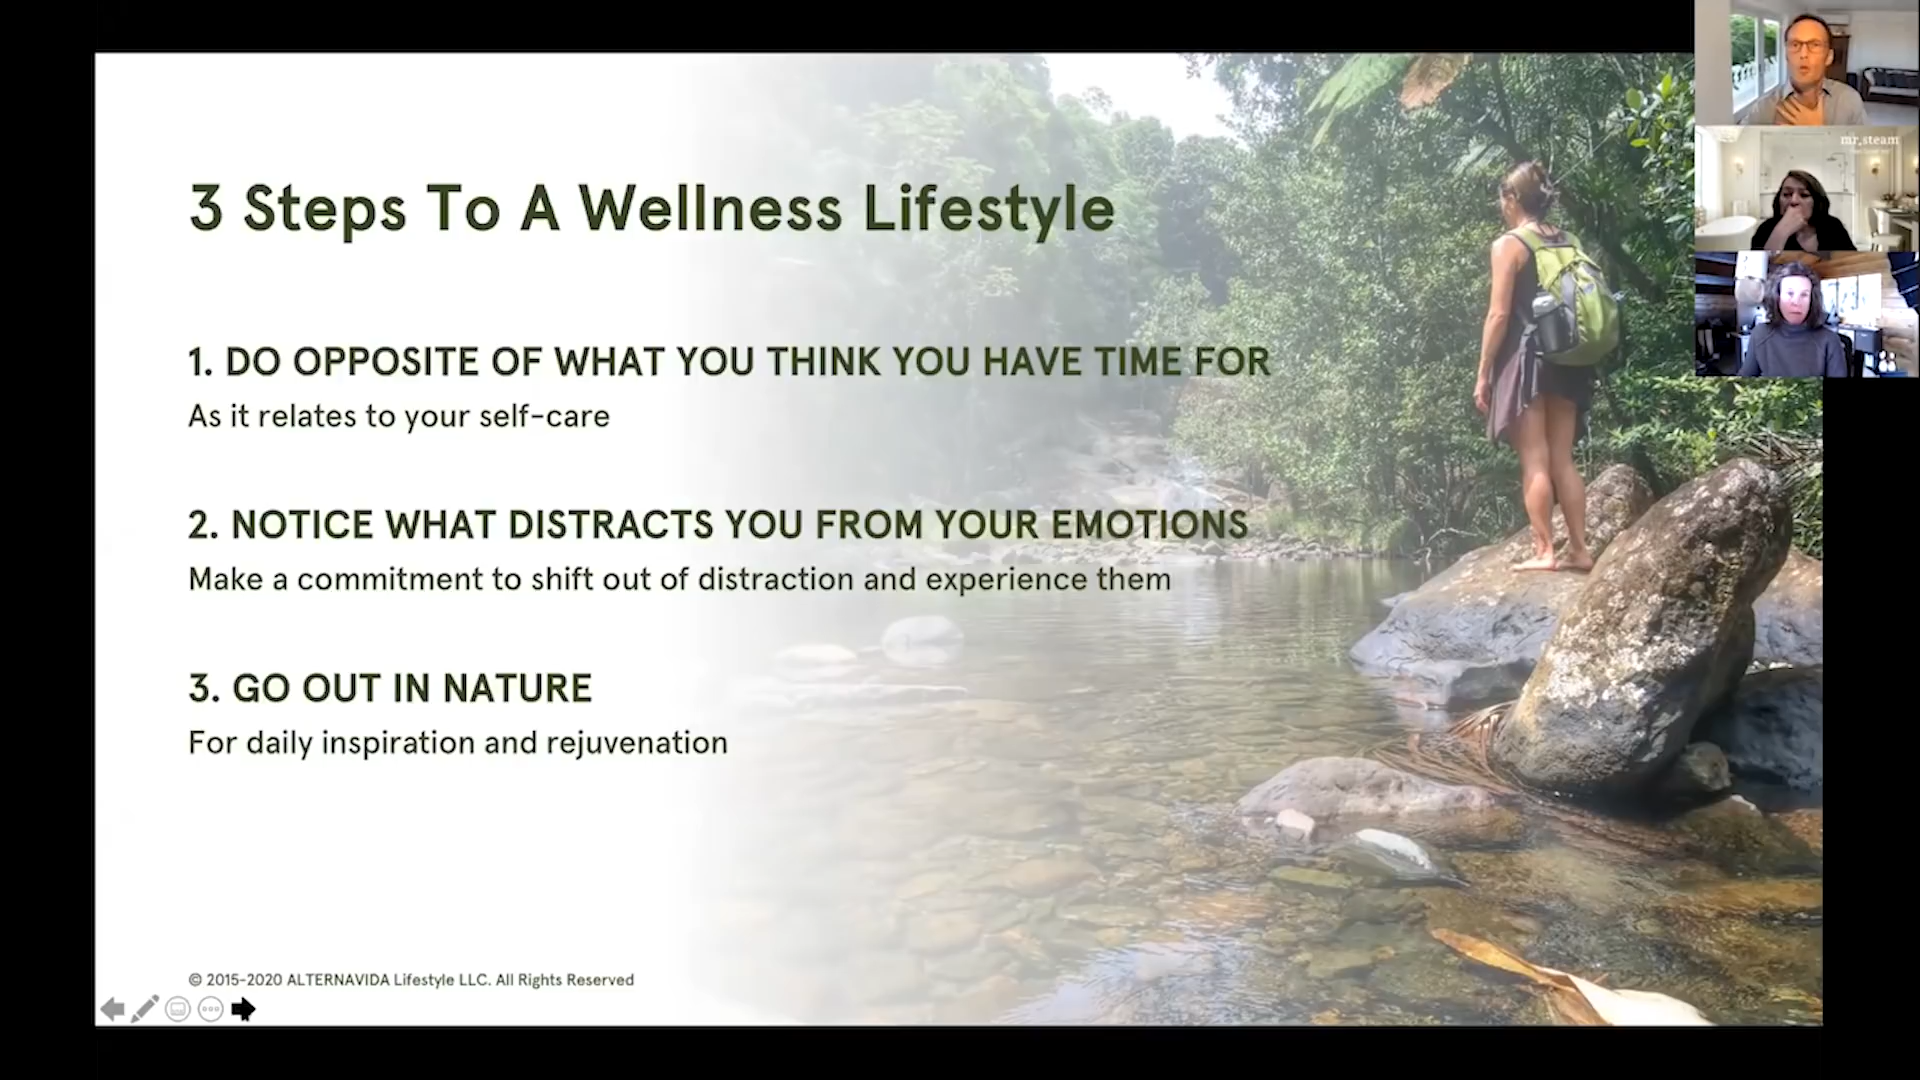 3 Steps To A Wellness Lifestyle
1. DO OPPOSITE OF WHAT YOU THINK YOU HAVE TIME FOR
As it relates to your self-care
2. NOTICE WHAT DISTRACTS YOU FROM YOUR EMOTIONS
Make a commitment to shift out of distraction and experience them
3. GO OUT IN NATURE
For daily inspiration and rejuvenation
© 2015-2020 ALTERNAVIDA Lifestyle LLC. All Rights Reserved
mr.steam